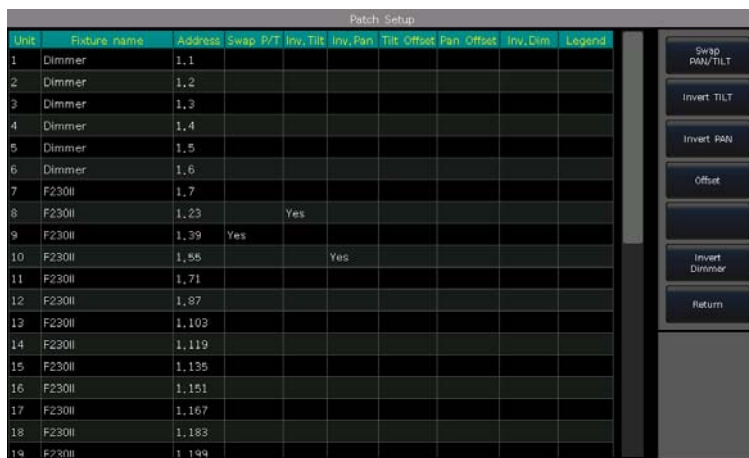 Patch Setup
Unit Fixture name Address Swap P/T Inv.Tilt Inv.Pan Tilt Offset Pan Offset Inv.Dim Legend
1 Dimmer 1.1
2 Dimmer 1.2
3 Dimmer 1.3
4 Dimmer 1.4
5 Dimmer 1.5
6 Dimmer 1.6
7 F230II 1.7
8 F230II 1.23 Yes
9 F230II 1.39 Yes
10 F230II 1.55 Yes
11 F230II 1.71
12 F230II 1.87
13 F230II 1.103
14 F230II 1.119
15 F230II 1.135
16 F230II 1.151
17 F230II 1.167
18 F230II 1.183
19 F230II 1.199
Swap
PAN/TILT
Invert TILT
Invert PAN
Offset
Invert
Dimmer
Return